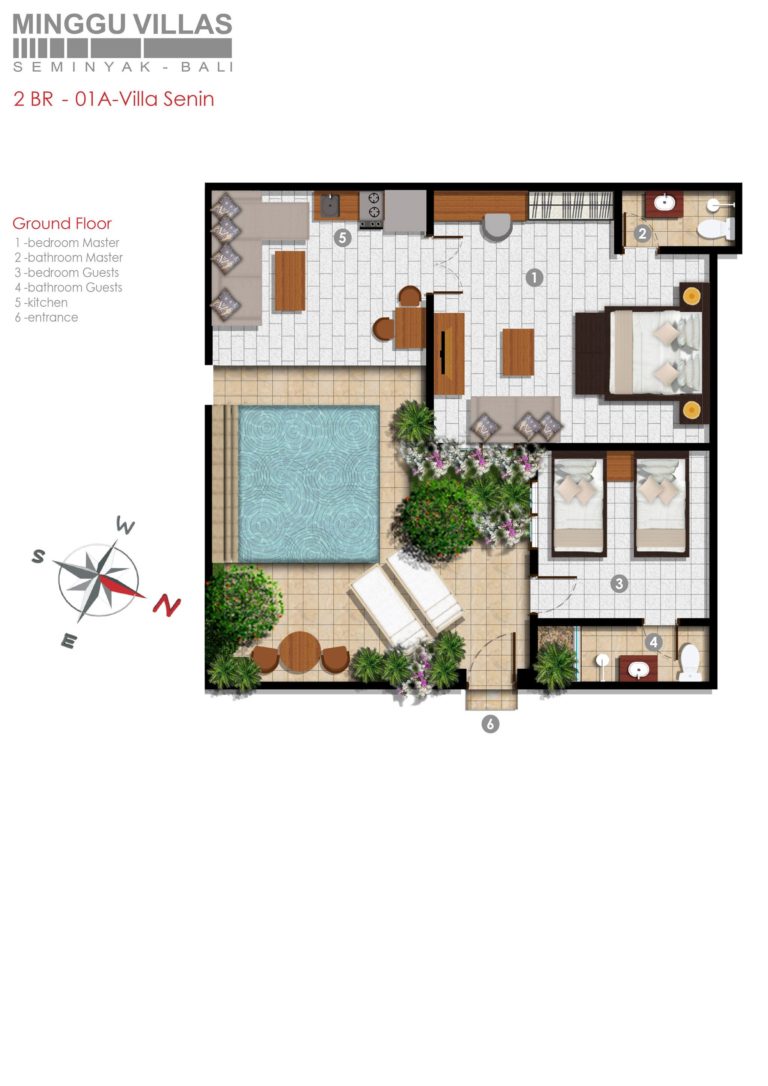 MINGGU VILLAS
SEMINYAK - BALI
2 BR - 01A-Villa Senin
Ground Floor
1 -bedroom Master
2 -bathroom Master
3 -bedroom Guests
4 -bathroom Guests
5 -kitchen
6 -entrance
5
2
1
W
S
N
E
3
4
6